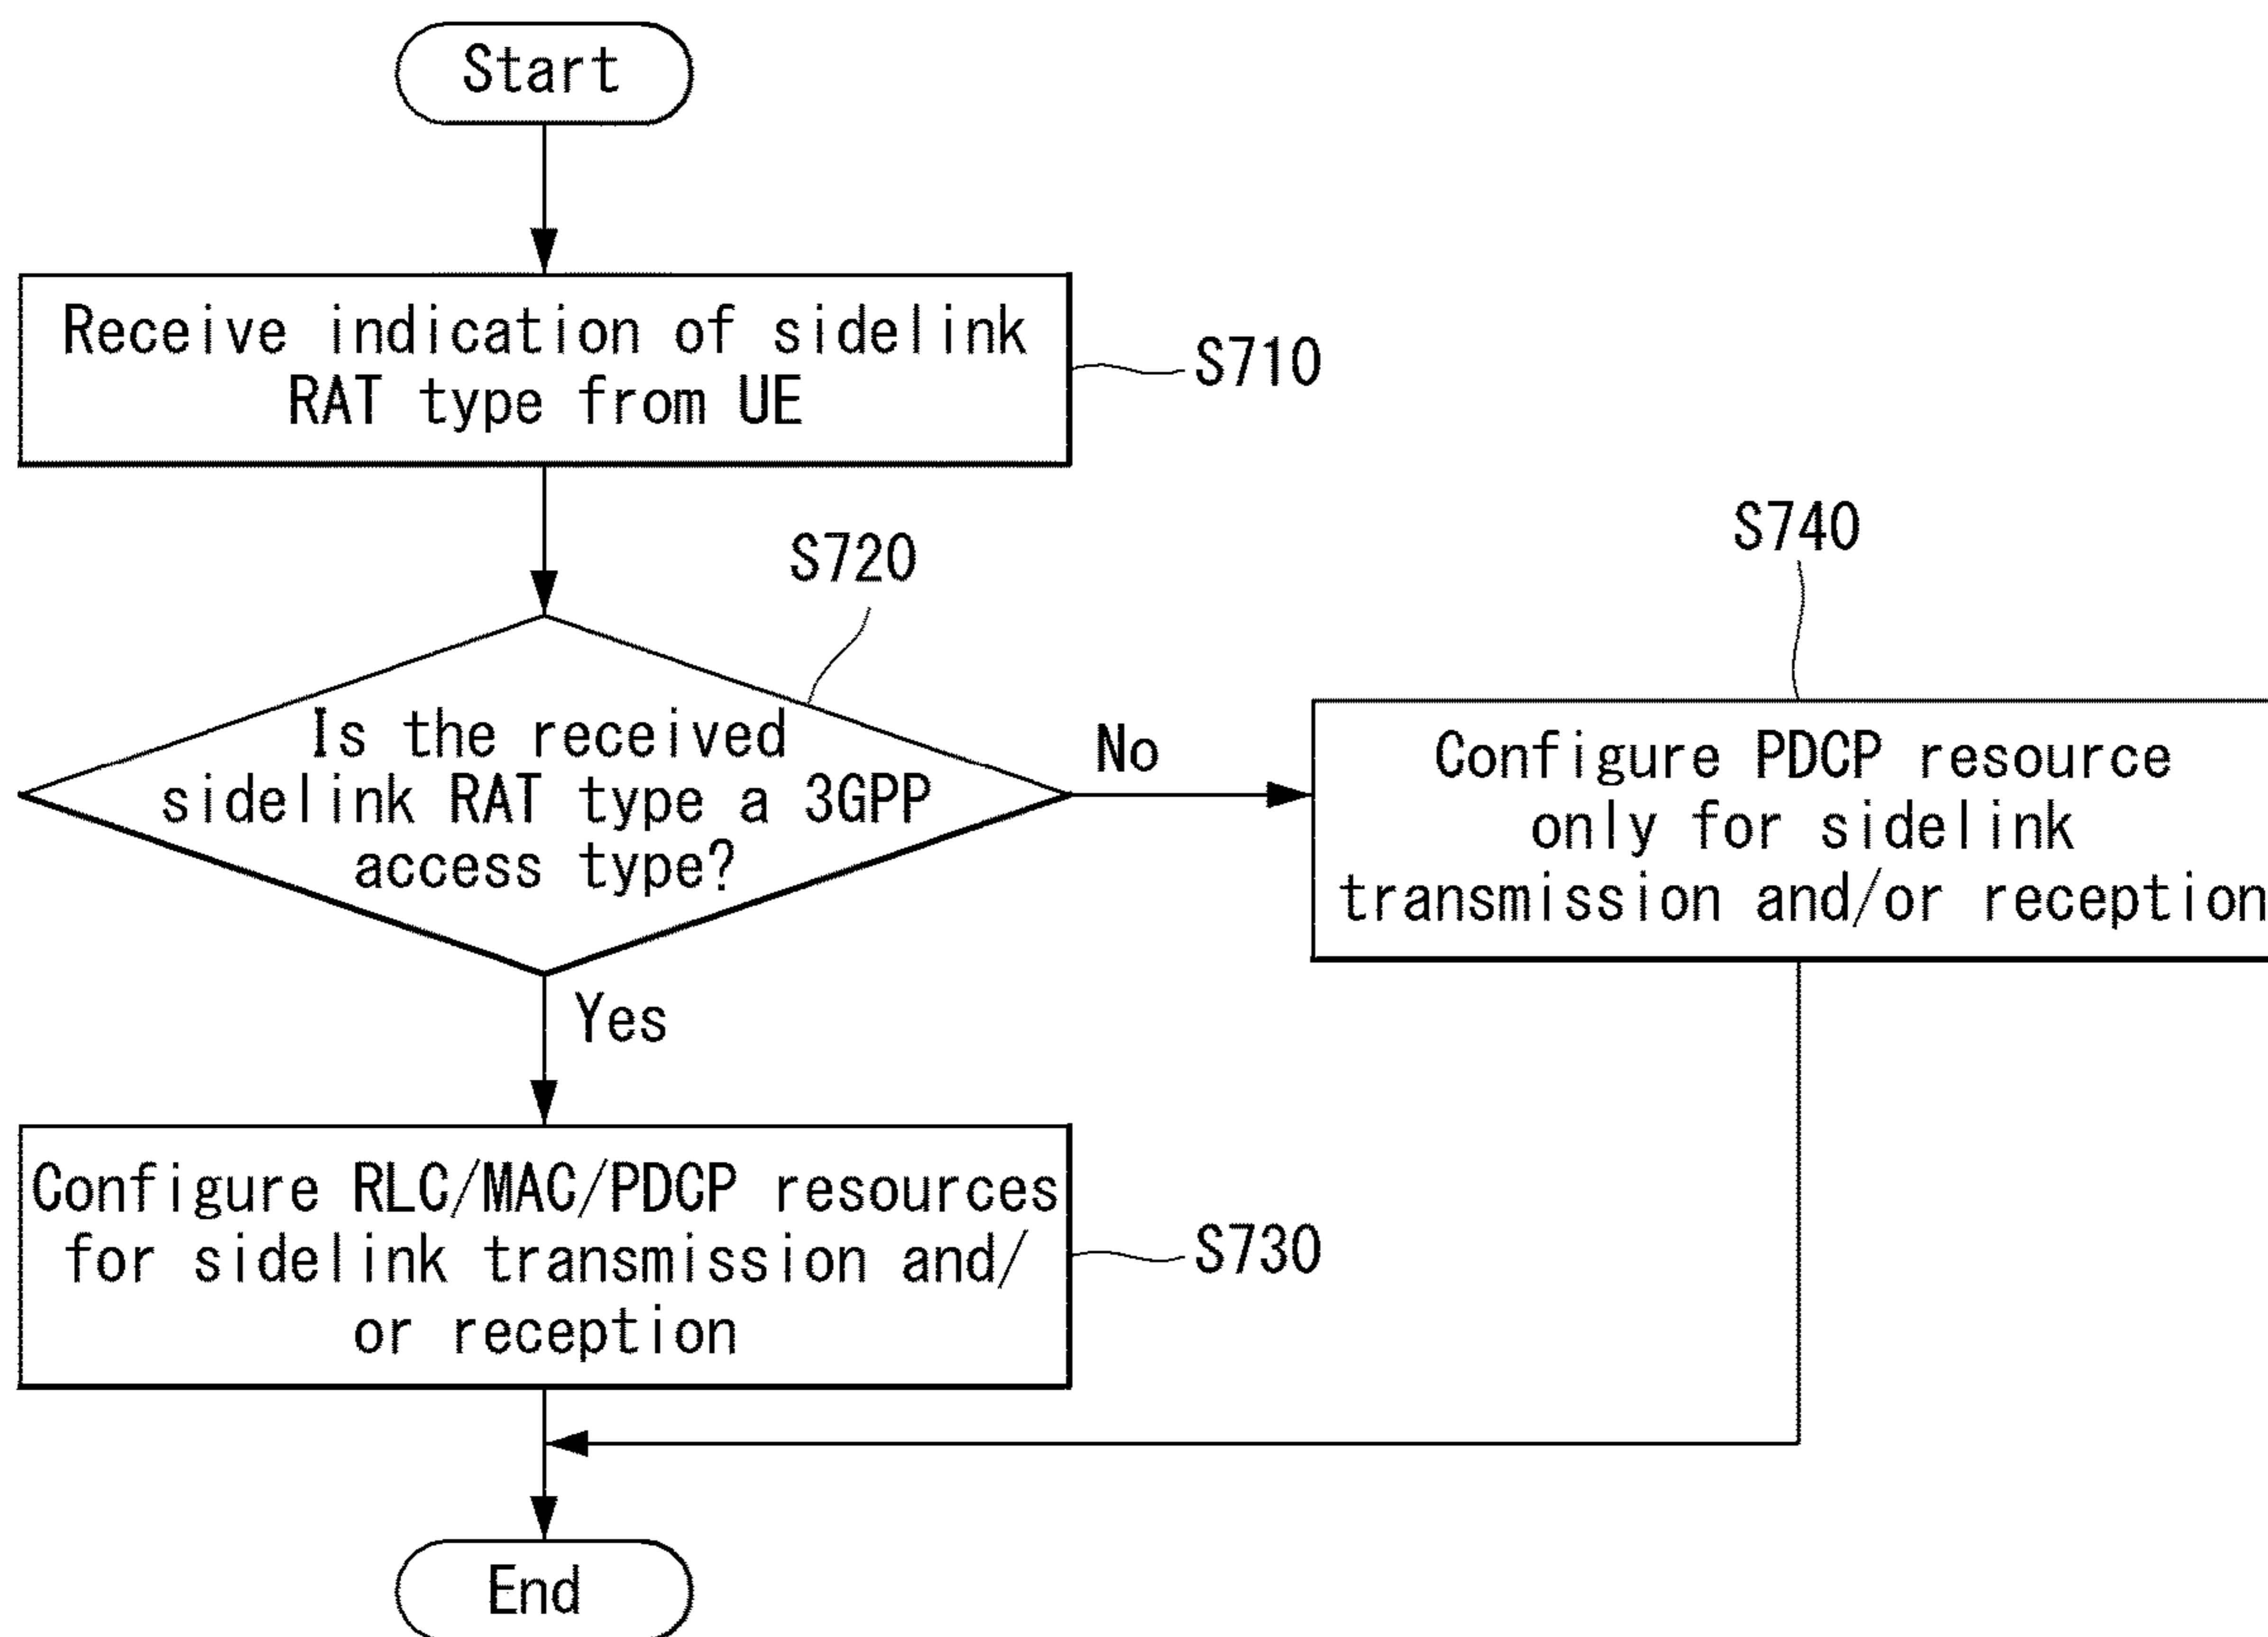 Start
Receive indication of sidelink
RAT type from UE
S710
S720
Is the received
sidelink RAT type a 3GPP
access type?
No
S740
Configure PDCP resource
only for sidelink
transmission and/or reception
Yes
Configure RLC/MAC/PDCP resources
for sidelink transmission and/
or reception
S730
End